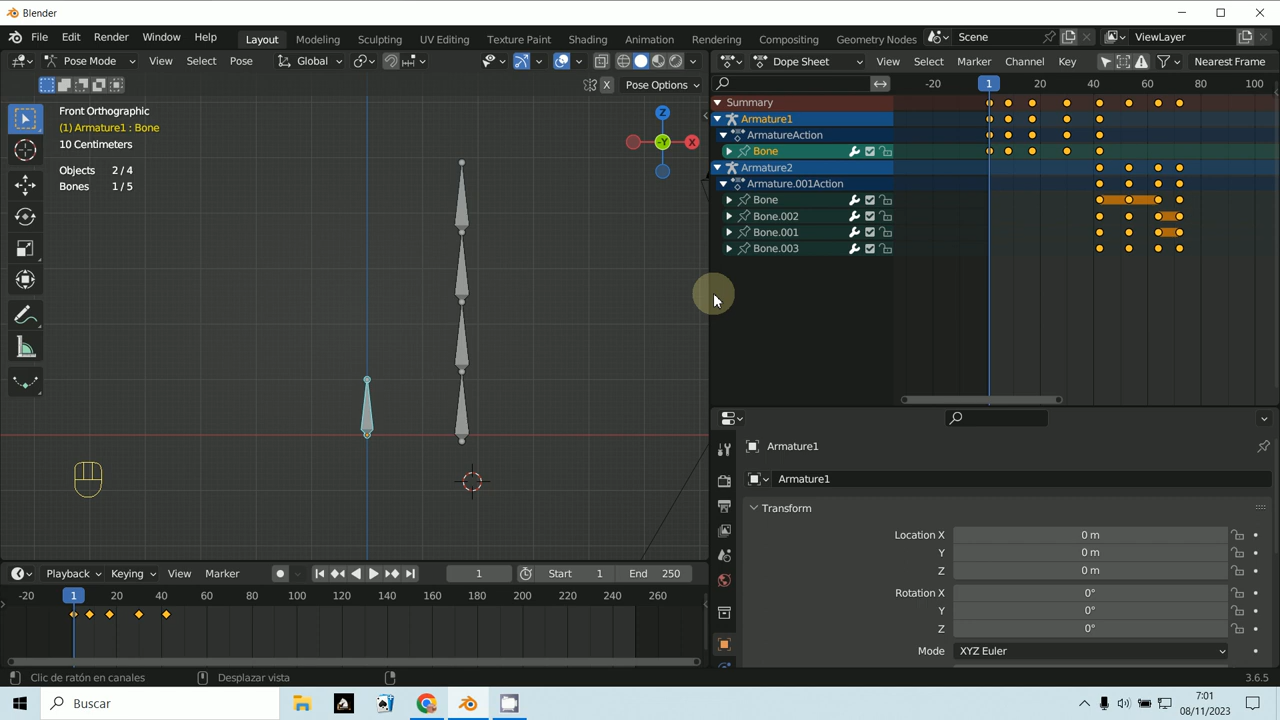 Blender
File Edit Render Window Help Layout Modeling Sculpting UV Editing Texture Paint Shading Animation Rendering Compositing Geometry Nodes Scene ViewLayer
Pose Mode View Select Pose Global
X Pose Options
Front Orthographic
(1) Armature1 : Bone
10 Centimeters
Objects 2 / 4
Bones 1 / 5
Z
X
-Y
Dope Sheet View Select Marker Channel Key Nearest Frame
-20 1 20 40 60 80 100
Summary
Armature1
ArmatureAction
Bone
Armature2
Armature.001Action
Bone
Bone.002
Bone.001
Bone.003
Armature1
Armature1
Transform
Location X 0 m
Y 0 m
Z 0 m
Rotation X 0°
Y 0°
Z 0°
Mode XYZ Euler
Playback Keying View Marker 1 Start 1 End 250
-20 1 20 40 60 80 100 120 140 160 180 200 220 240 260
Clic de ratón en canales Desplazar vista 3.6.5
Buscar 7:01
08/11/2023